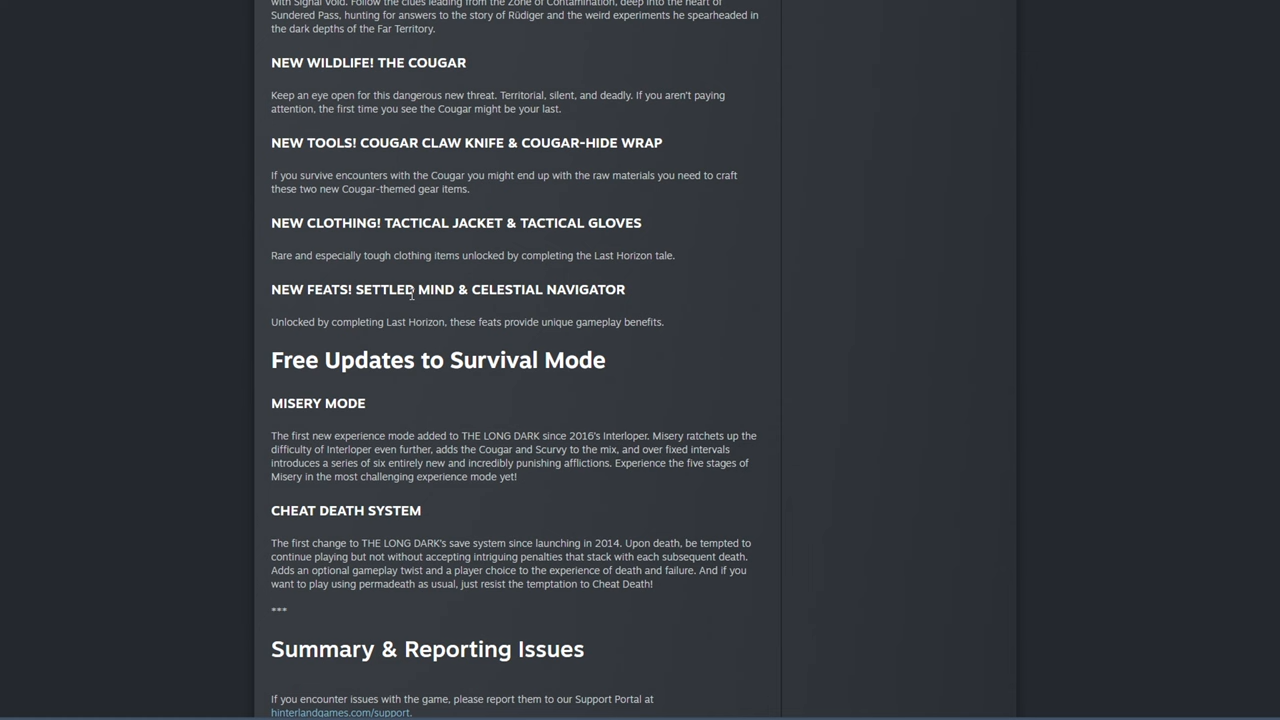 with Signal Void. Follow the clues leading from the Zone of Contamination, deep into the heart of
Sundered Pass, hunting for answers to the story of Rüdiger and the weird experiments he spearheaded in
the dark depths of the Far Territory.
NEW WILDLIFE! THE COUGAR
Keep an eye open for this dangerous new threat. Territorial, silent, and deadly. If you aren't paying
attention, the first time you see the Cougar might be your last.
NEW TOOLS! COUGAR CLAW KNIFE & COUGAR-HIDE WRAP
If you survive encounters with the Cougar you might end up with the raw materials you need to craft
these two new Cougar-themed gear items.
NEW CLOTHING! TACTICAL JACKET & TACTICAL GLOVES
Rare and especially tough clothing items unlocked by completing the Last Horizon tale.
NEW FEATS! SETTLED MIND & CELESTIAL NAVIGATOR
Unlocked by completing Last Horizon, these feats provide unique gameplay benefits.
Free Updates to Survival Mode
MISERY MODE
The first new experience mode added to THE LONG DARK since 2016's Interloper. Misery ratchets up the
difficulty of Interloper even further, adds the Cougar and Scurvy to the mix, and over fixed intervals
introduces a series of six entirely new and incredibly punishing afflictions. Experience the five stages of
Misery in the most challenging experience mode yet!
CHEAT DEATH SYSTEM
The first change to THE LONG DARK's save system since launching in 2014. Upon death, be tempted to
continue playing but not without accepting intriguing penalties that stack with each subsequent death.
Adds an optional gameplay twist and a player choice to the experience of death and failure. And if you
want to play using permadeath as usual, just resist the temptation to Cheat Death!
***
Summary & Reporting Issues
If you encounter issues with the game, please report them to our Support Portal at
hinterlandgames.com/support.